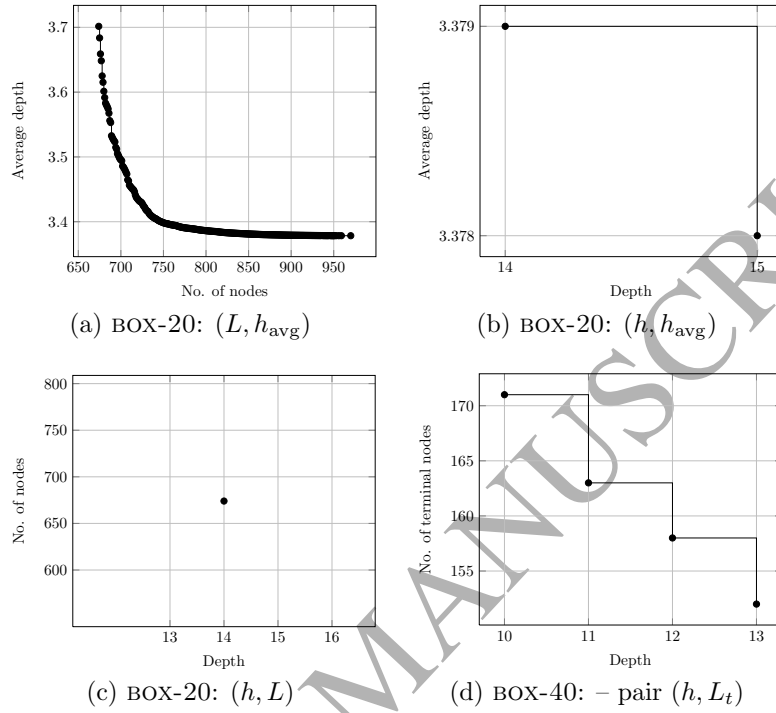 3.7
3.6
3.5
3.4
Average depth
650 700 750 800 850 900 950
No. of nodes
(a) BOX-20: (L, h_avg)
3.379
3.378
Average depth
14 15
Depth
(b) BOX-20: (h, h_avg)
800
750
700
650
600
No. of nodes
13 14 15 16
Depth
(c) BOX-20: (h, L)
170
165
160
155
No. of terminal nodes
10 11 12 13
Depth
(d) BOX-40: – pair (h, L_t)
MANUSCRI